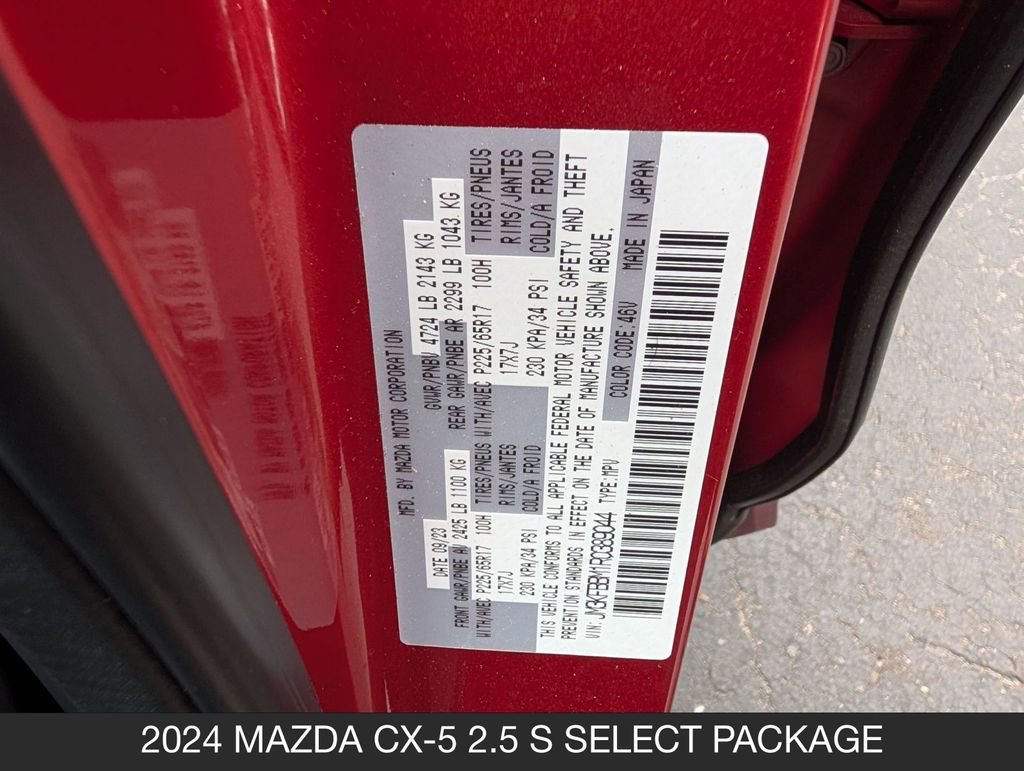 MFD. BY MAZDA MOTOR CORPORATION
DATE 09/23 GVWR/PNBV 4724 LB 2143 KG
FRONT GAWR/PNBE AV 2425 LB 1100 KG REAR GAWR/PNBE AR 2299 LB 1043 KG
WITH/AVEC P225/65R17 100H TIRES/PNEUS WITH/AVEC P225/65R17 100H TIRES/PNEUS
17X7J RIMS/JANTES 17X7J RIMS/JANTES
230 KPA/34 PSI COLD/A FROID 230 KPA/34 PSI COLD/A FROID
THIS VEHICLE CONFORMS TO ALL APPLICABLE FEDERAL MOTOR VEHICLE SAFETY AND THEFT
PREVENTION STANDARDS IN EFFECT ON THE DATE OF MANUFACTURE SHOWN ABOVE.
VIN: JM3KFBBM1R0389044 TYPE:MPV COLOR CODE:46V MADE IN JAPAN
2024 MAZDA CX-5 2.5 S SELECT PACKAGE